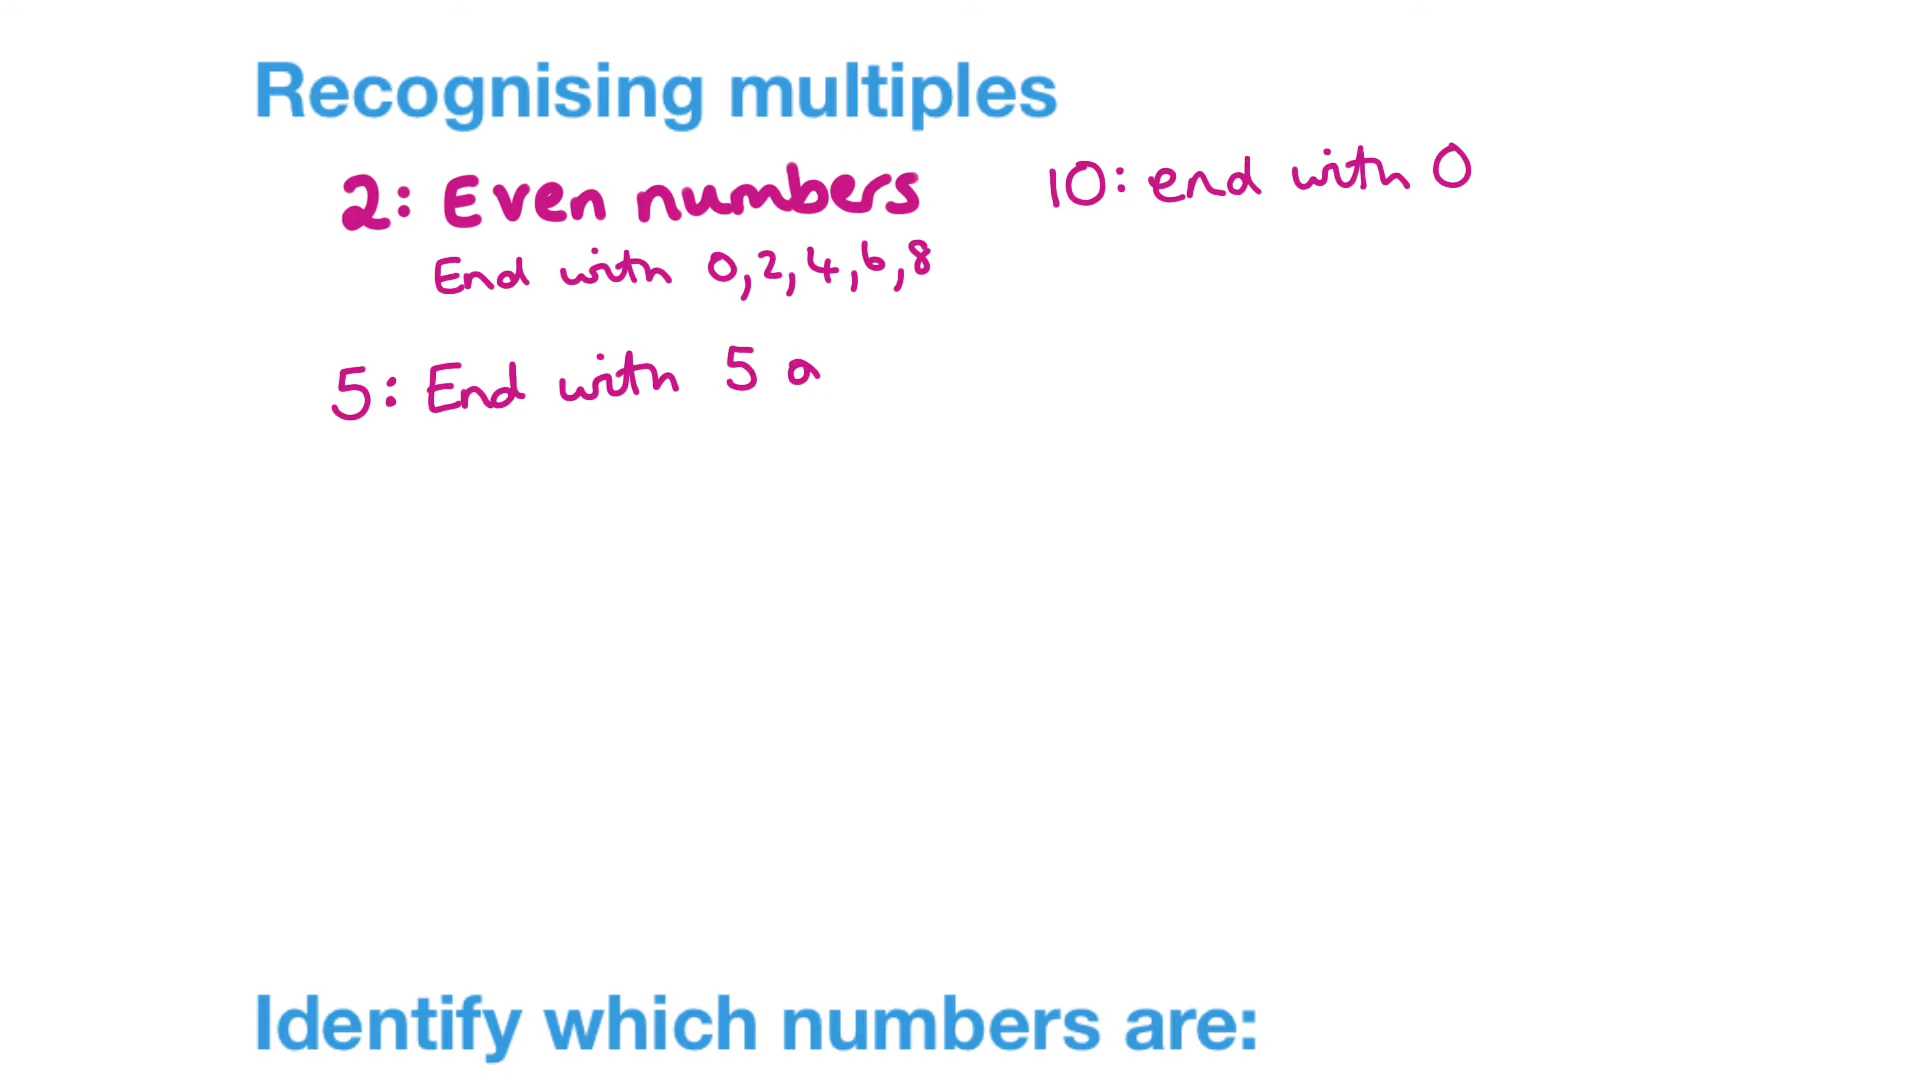 Recognising multiples
2: Even numbers
End with 0,2,4,6,8
10: end with 0
5: End with 5 o
Identify which numbers are: